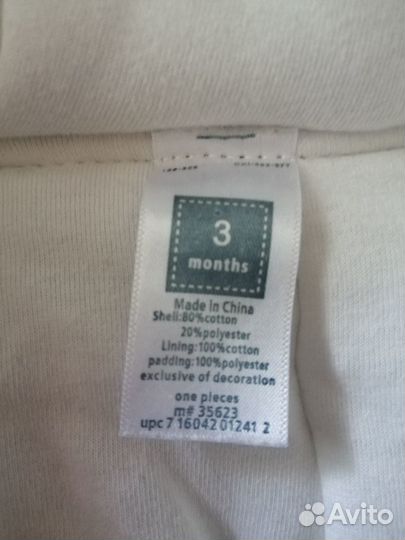 3
months
Made in China
Shell:80%cotton
20%polyester
Lining:100%cotton
padding:100%polyester
exclusive of decoration
one pieces
m# 35623
upc 7 16042 01241 2
Avito